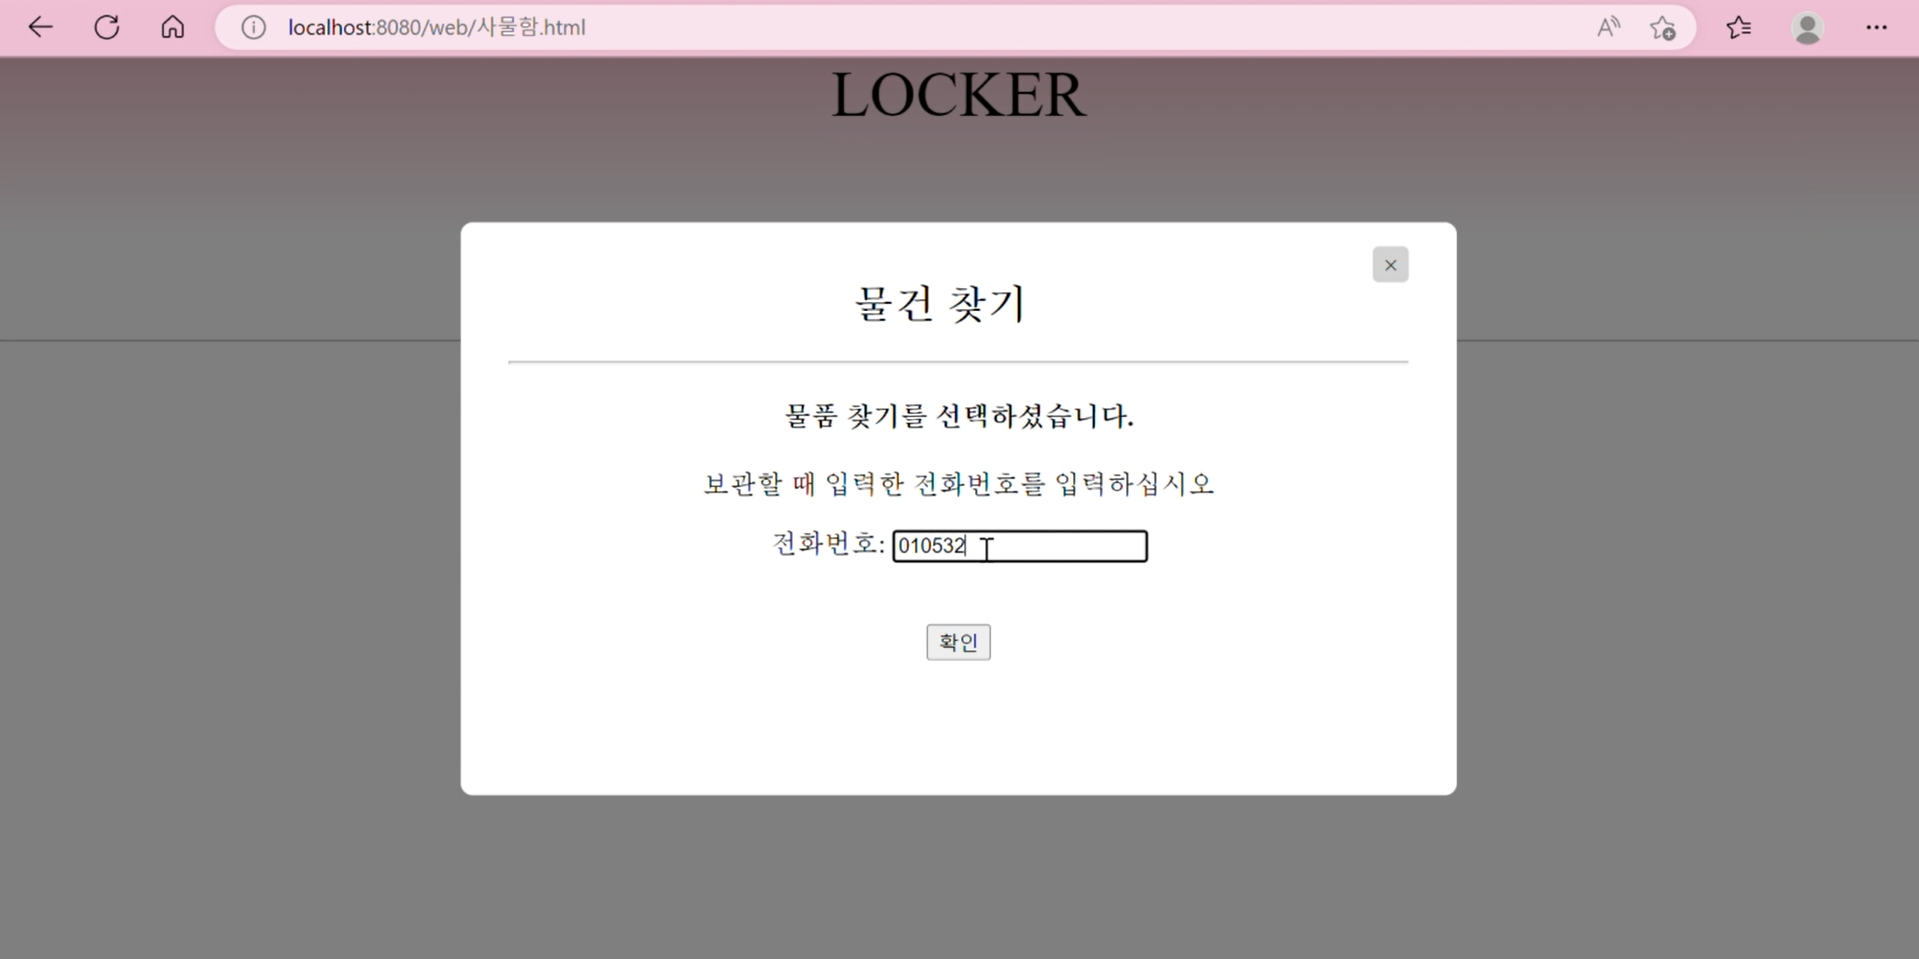 localhost:8080/web/사물함.html
LOCKER
×
물건 찾기
물품 찾기를 선택하셨습니다.
보관할 때 입력한 전화번호를 입력하십시오
전화번호: 010532
확인